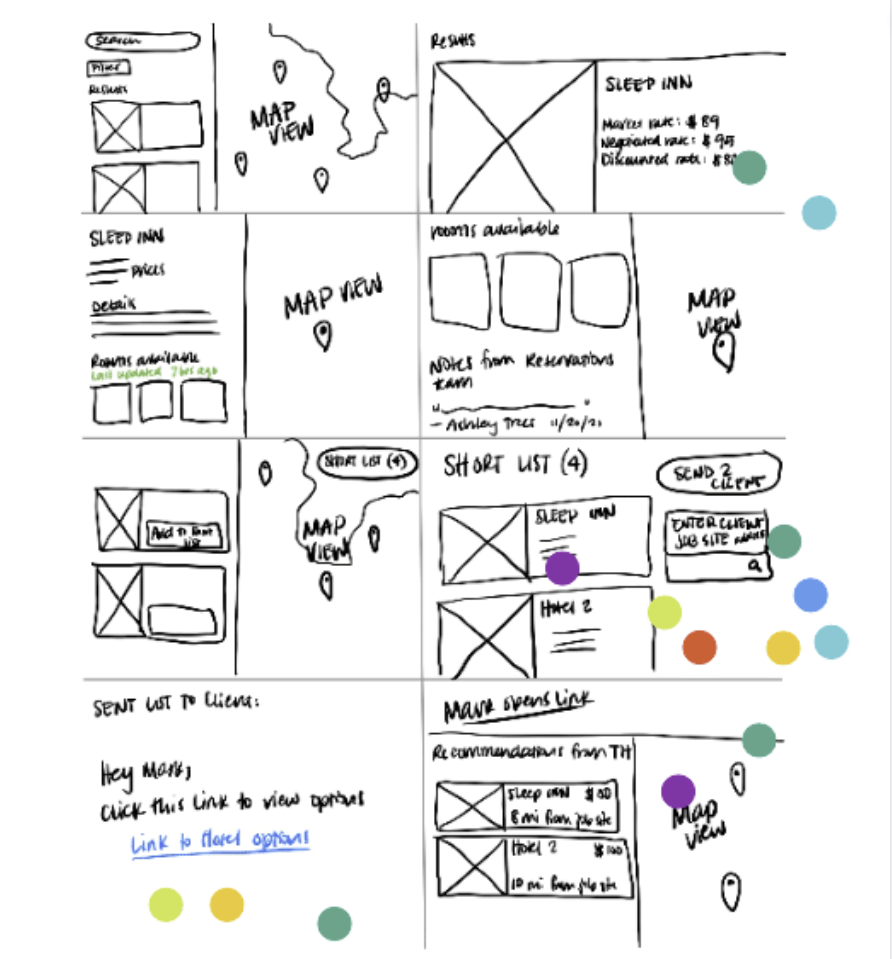 Search
Filter
Results
MAP
VIEW
Results
SLEEP INN
Market rate: $89
Negotiated rate: $95
Discounted rate: $8
SLEEP INN
prices
Details
Rooms available
Last updated 7 hrs ago
MAP VIEW
rooms available
Notes from Reservations
team
— Ashley Trees 11/20/21
MAP
VIEW
Add to short
list
SHORT LIST (4)
MAP
VIEW
SHORT LIST (4)
SEND 2
CLIENT
SLEEP INN
Hotel 2
ENTER CLIENT
JOB SITE
SENT LIST TO Client:
Hey Mark,
Click this link to view options
Link to Hotel options
Mark opens link
Recommendations from TH
Sleep INN $100
8 mi from job site
Hotel 2 $100
10 mi from job site
Map
view